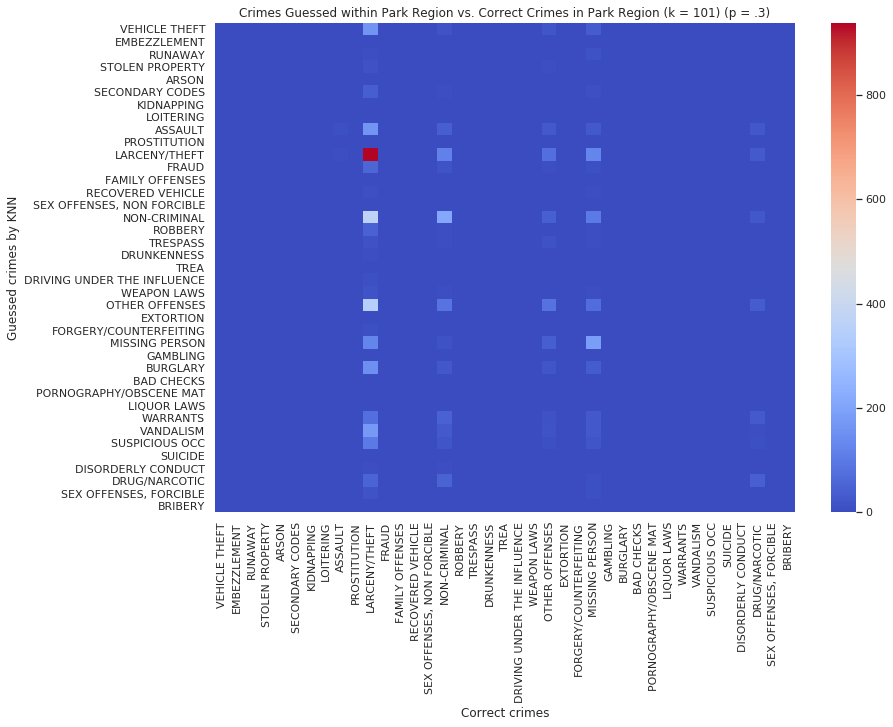 Crimes Guessed within Park Region vs. Correct Crimes in Park Region (k = 101) (p = .3)
Guessed crimes by KNN
VEHICLE THEFT
EMBEZZLEMENT
RUNAWAY
STOLEN PROPERTY
ARSON
SECONDARY CODES
KIDNAPPING
LOITERING
ASSAULT
PROSTITUTION
LARCENY/THEFT
FRAUD
FAMILY OFFENSES
RECOVERED VEHICLE
SEX OFFENSES, NON FORCIBLE
NON-CRIMINAL
ROBBERY
TRESPASS
DRUNKENNESS
TREA
DRIVING UNDER THE INFLUENCE
WEAPON LAWS
OTHER OFFENSES
EXTORTION
FORGERY/COUNTERFEITING
MISSING PERSON
GAMBLING
BURGLARY
BAD CHECKS
PORNOGRAPHY/OBSCENE MAT
LIQUOR LAWS
WARRANTS
VANDALISM
SUSPICIOUS OCC
SUICIDE
DISORDERLY CONDUCT
DRUG/NARCOTIC
SEX OFFENSES, FORCIBLE
BRIBERY
VEHICLE THEFT
EMBEZZLEMENT
RUNAWAY
STOLEN PROPERTY
ARSON
SECONDARY CODES
KIDNAPPING
LOITERING
ASSAULT
PROSTITUTION
LARCENY/THEFT
FRAUD
FAMILY OFFENSES
RECOVERED VEHICLE
SEX OFFENSES, NON FORCIBLE
NON-CRIMINAL
ROBBERY
TRESPASS
DRUNKENNESS
TREA
DRIVING UNDER THE INFLUENCE
WEAPON LAWS
OTHER OFFENSES
EXTORTION
FORGERY/COUNTERFEITING
MISSING PERSON
GAMBLING
BURGLARY
BAD CHECKS
PORNOGRAPHY/OBSCENE MAT
LIQUOR LAWS
WARRANTS
VANDALISM
SUSPICIOUS OCC
SUICIDE
DISORDERLY CONDUCT
DRUG/NARCOTIC
SEX OFFENSES, FORCIBLE
BRIBERY
Correct crimes
800
600
400
200
0